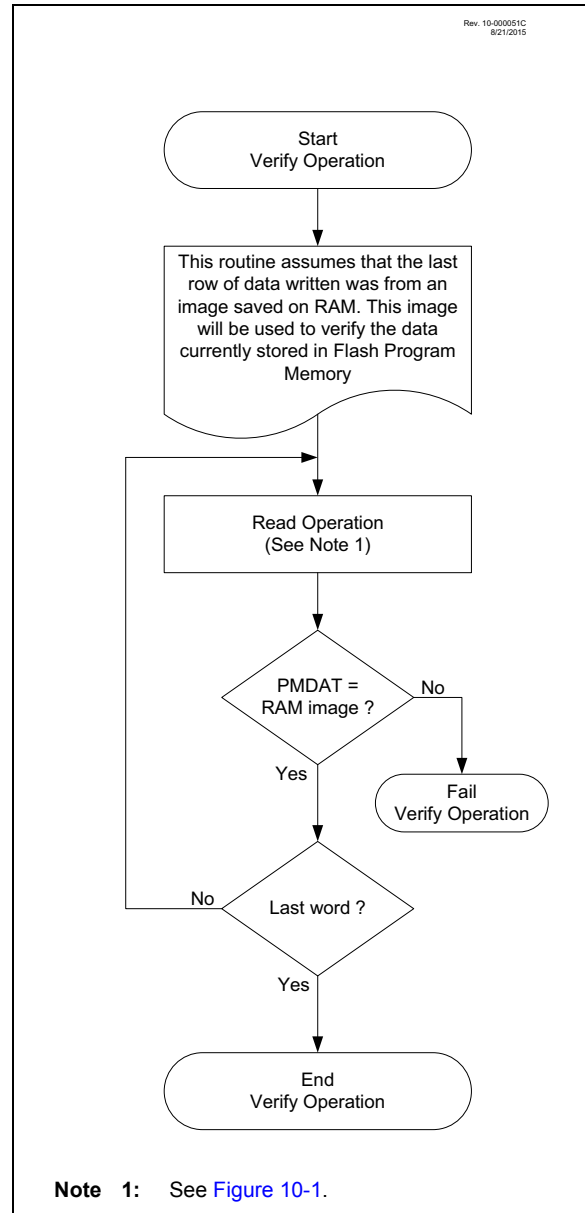 Rev. 10-000051C
8/21/2015
Start
Verify Operation
This routine assumes that the last
row of data written was from an
image saved on RAM. This image
will be used to verify the data
currently stored in Flash Program
Memory
Read Operation
(See Note 1)
PMDAT =
RAM image ?
No
Yes
Fail
Verify Operation
No
Last word ?
Yes
End
Verify Operation
Note 1: See Figure 10-1.